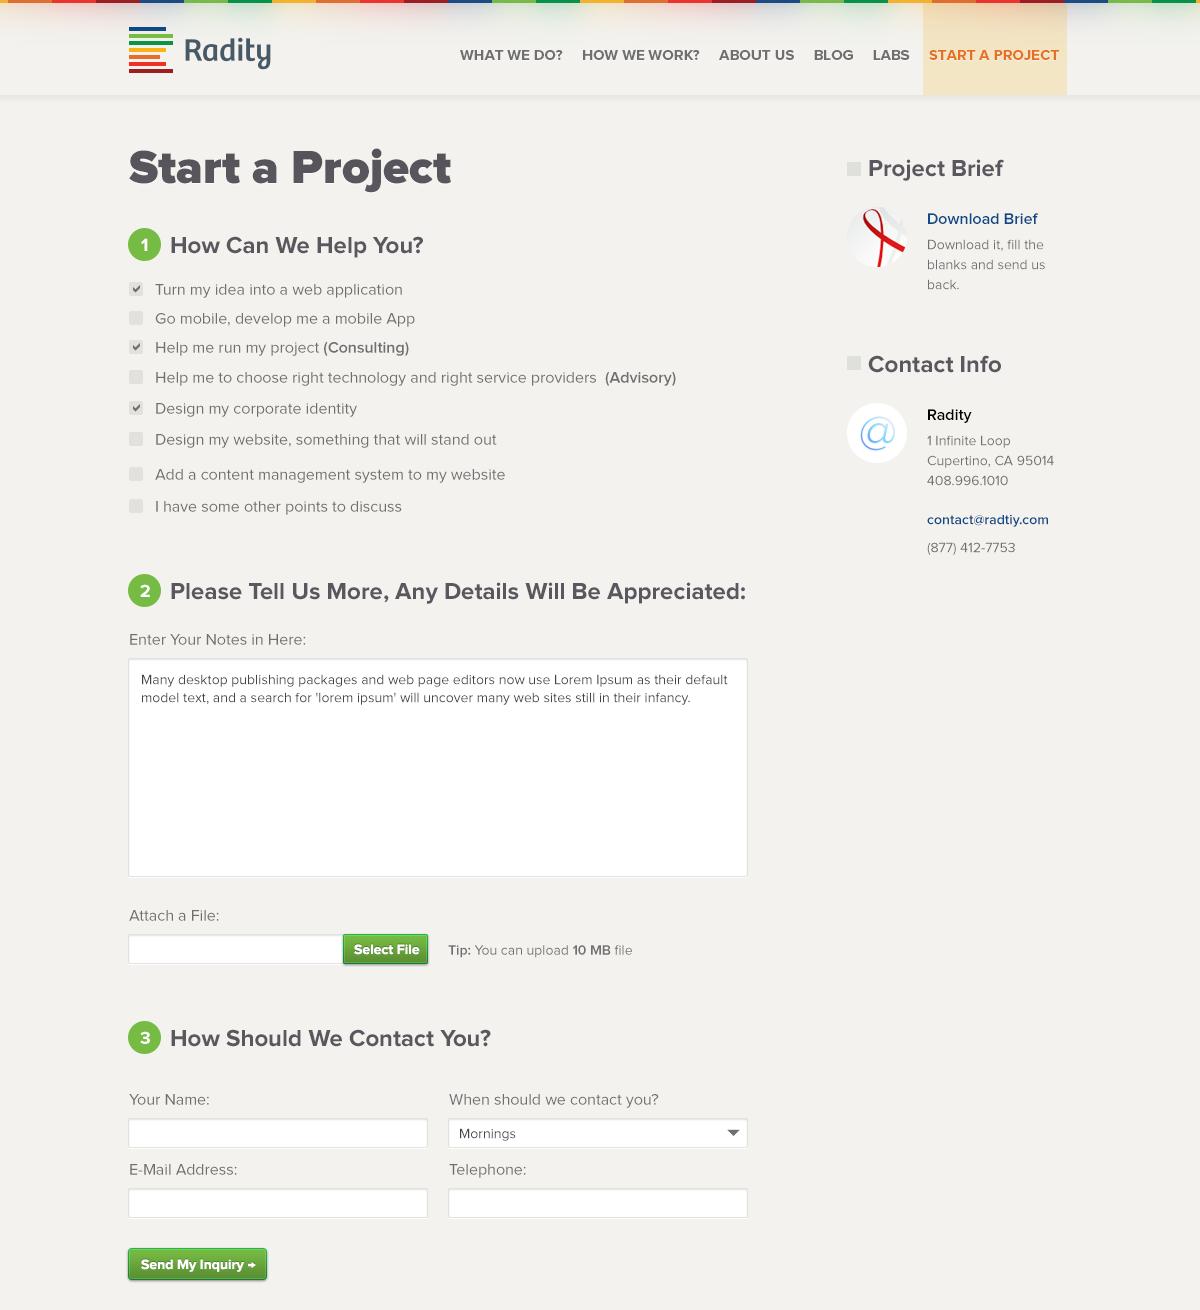 Radity
WHAT WE DO? HOW WE WORK? ABOUT US BLOG LABS START A PROJECT
Start a Project
1 How Can We Help You?
Turn my idea into a web application
Go mobile, develop me a mobile App
Help me run my project (Consulting)
Help me to choose right technology and right service providers (Advisory)
Design my corporate identity
Design my website, something that will stand out
Add a content management system to my website
I have some other points to discuss
2 Please Tell Us More, Any Details Will Be Appreciated:
Enter Your Notes in Here:
Many desktop publishing packages and web page editors now use Lorem Ipsum as their default
model text, and a search for 'lorem ipsum' will uncover many web sites still in their infancy.
Attach a File:
Select File
Tip: You can upload 10 MB file
3 How Should We Contact You?
Your Name:
When should we contact you?
Mornings
E-Mail Address:
Telephone:
Send My Inquiry →
Project Brief
Download Brief
Download it, fill the
blanks and send us
back.
Contact Info
@
Radity
1 Infinite Loop
Cupertino, CA 95014
408.996.1010
contact@radtiy.com
(877) 412-7753